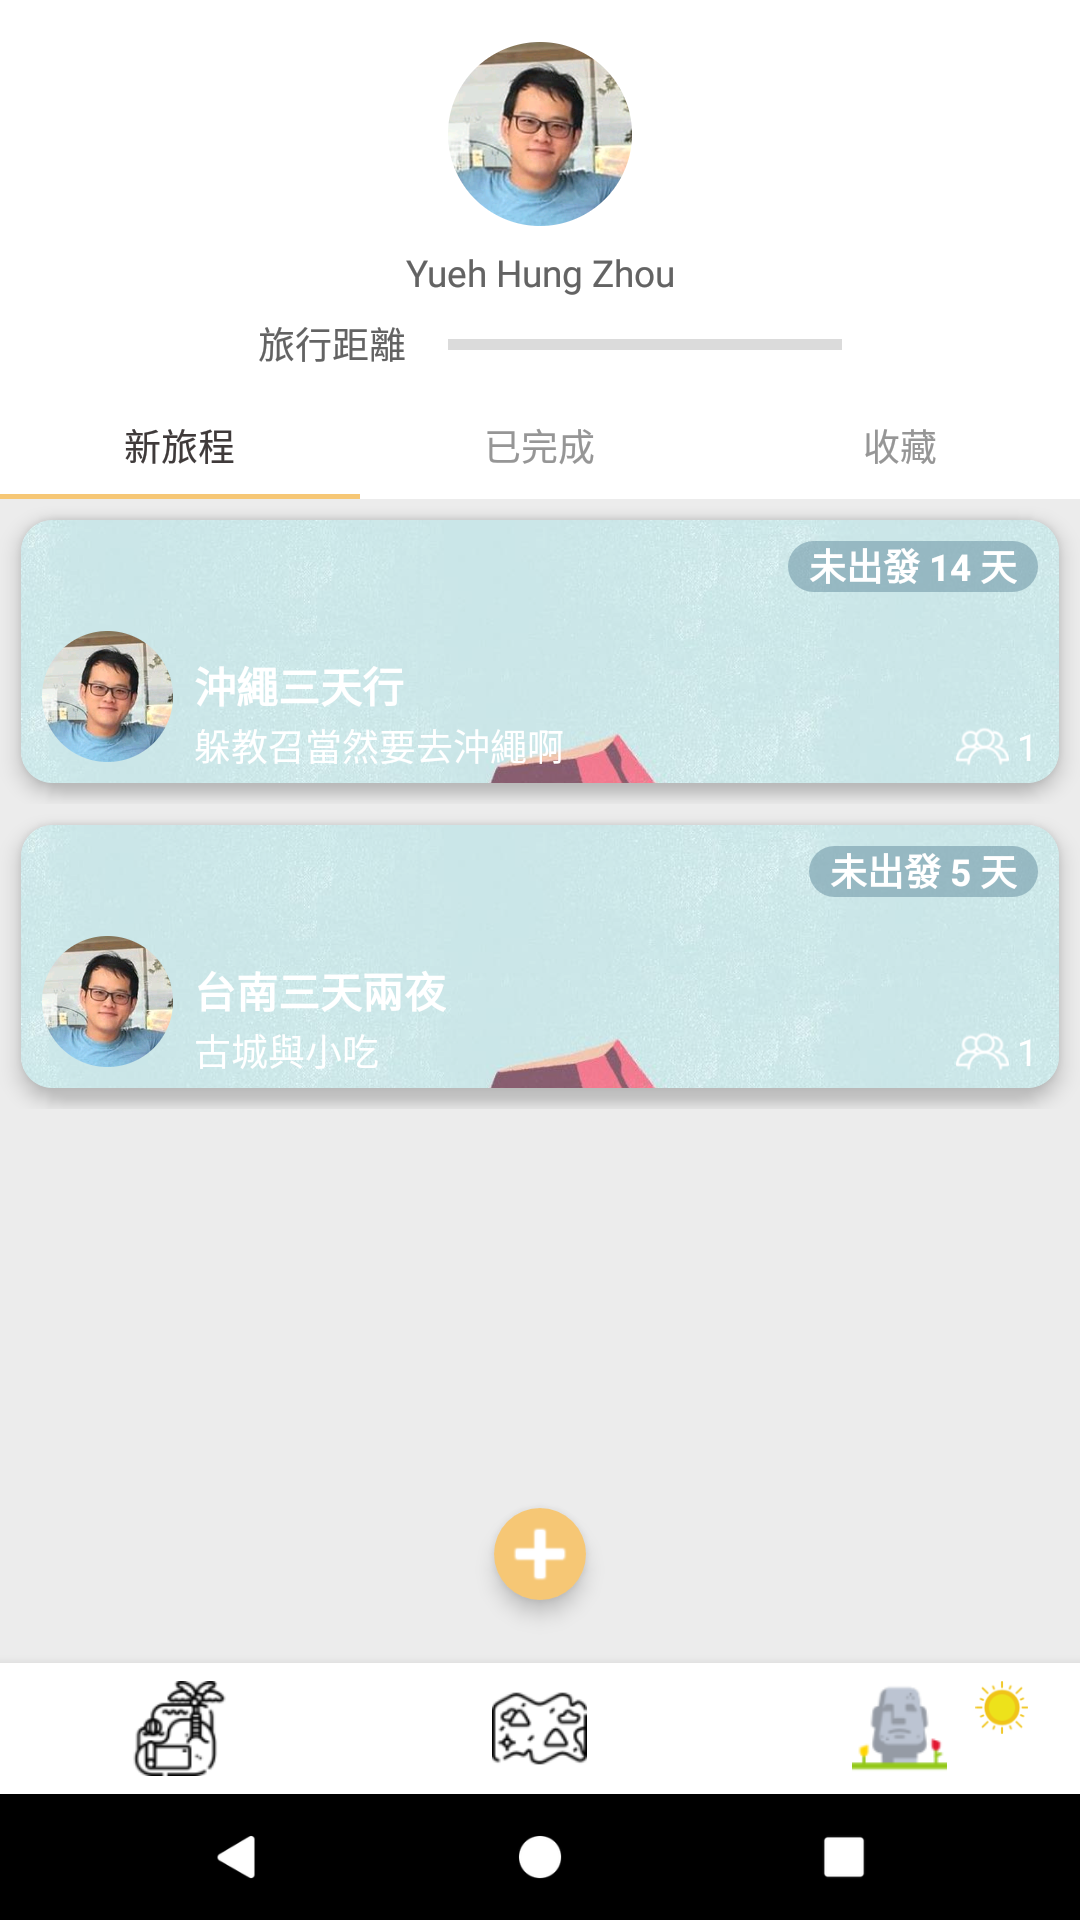 Yueh Hung Zhou
旅行距離
新旅程
已完成
收藏
未出發 14 天
沖繩三天行
躲教召當然要去沖繩啊
1
未出發 5 天
台南三天兩夜
古城與小吃
1